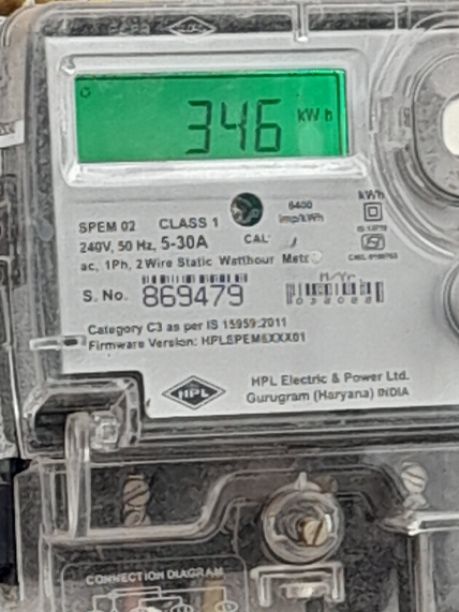 346 kWh
SPEM 02 CLASS 1
6400 imp/kWh
kWh
240V, 50 Hz, 5-30A
CAL
ac, 1Ph, 2 Wire Static Watthour Meter
S. No. 869479
M/Yr.
Category C3 as per IS 15959:2011
Firmware Version: HPLSPEM6XXX01
HPL
HPL Electric & Power Ltd.
Gurugram (Haryana) INDIA
CONNECTION DIAGRAM